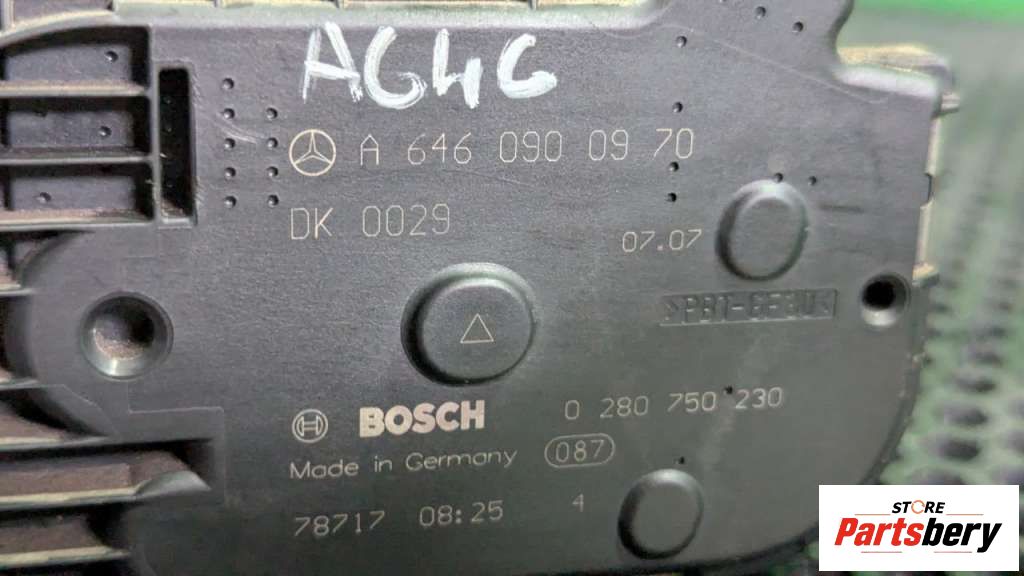 A646
A 646 090 09 70
DK 0029
07.07
BOSCH
0 280 750 230
Made in Germany
087
78717 08:25 4
STORE
Partsbery